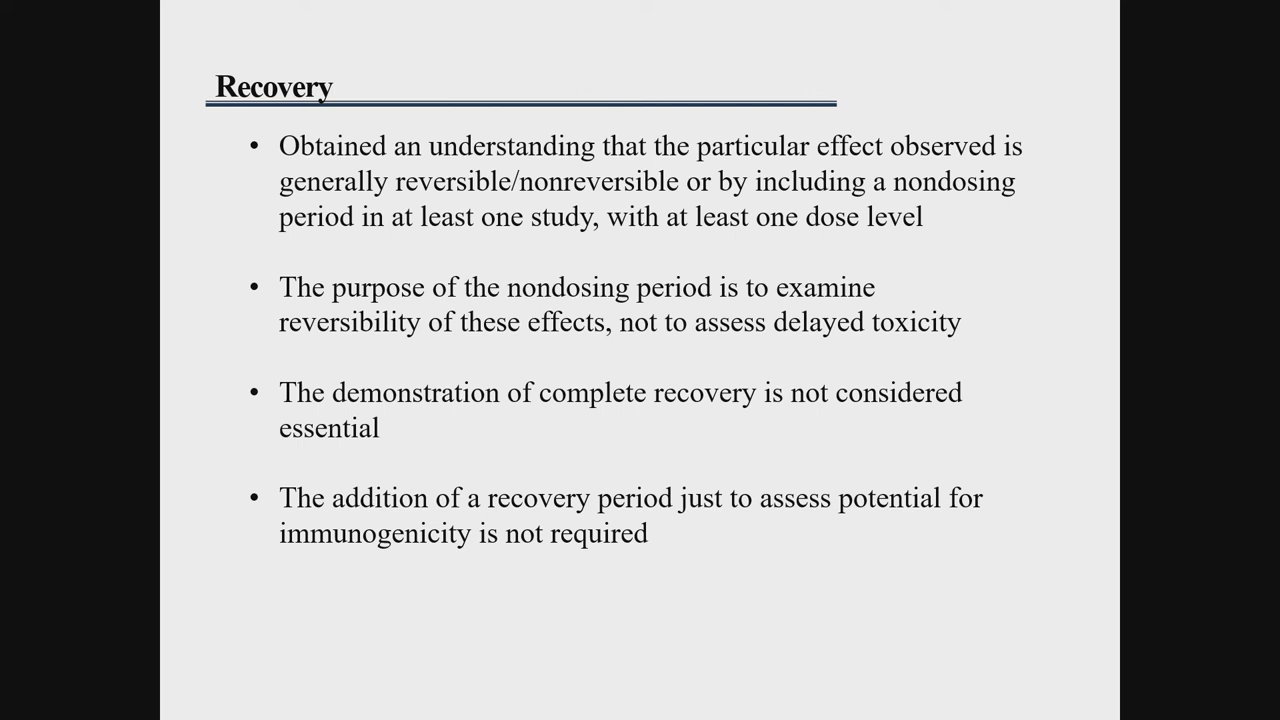 Recovery
• Obtained an understanding that the particular effect observed is
generally reversible/nonreversible or by including a nondosing
period in at least one study, with at least one dose level
• The purpose of the nondosing period is to examine
reversibility of these effects, not to assess delayed toxicity
• The demonstration of complete recovery is not considered
essential
• The addition of a recovery period just to assess potential for
immunogenicity is not required